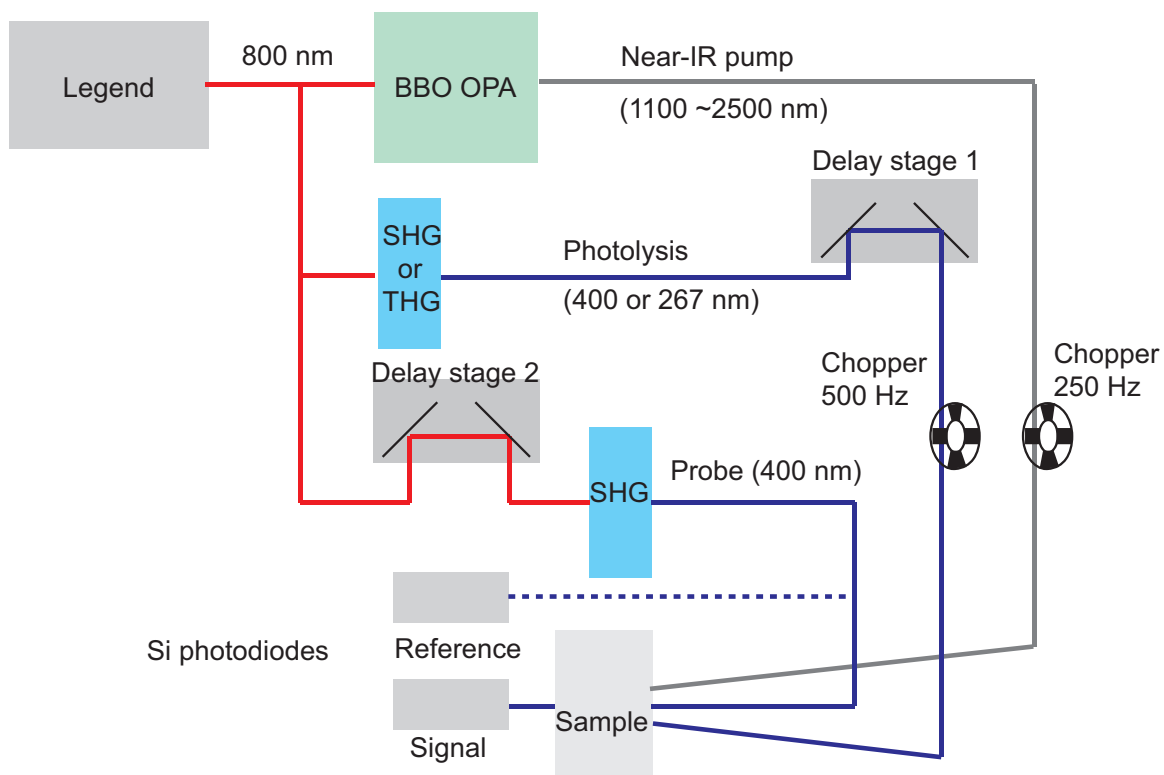 Legend
800 nm
BBO OPA
Near-IR pump
(1100 ~2500 nm)
Delay stage 1
SHG
or
THG
Photolysis
(400 or 267 nm)
Chopper
500 Hz
Chopper
250 Hz
Delay stage 2
SHG
Probe (400 nm)
Si photodiodes
Reference
Signal
Sample